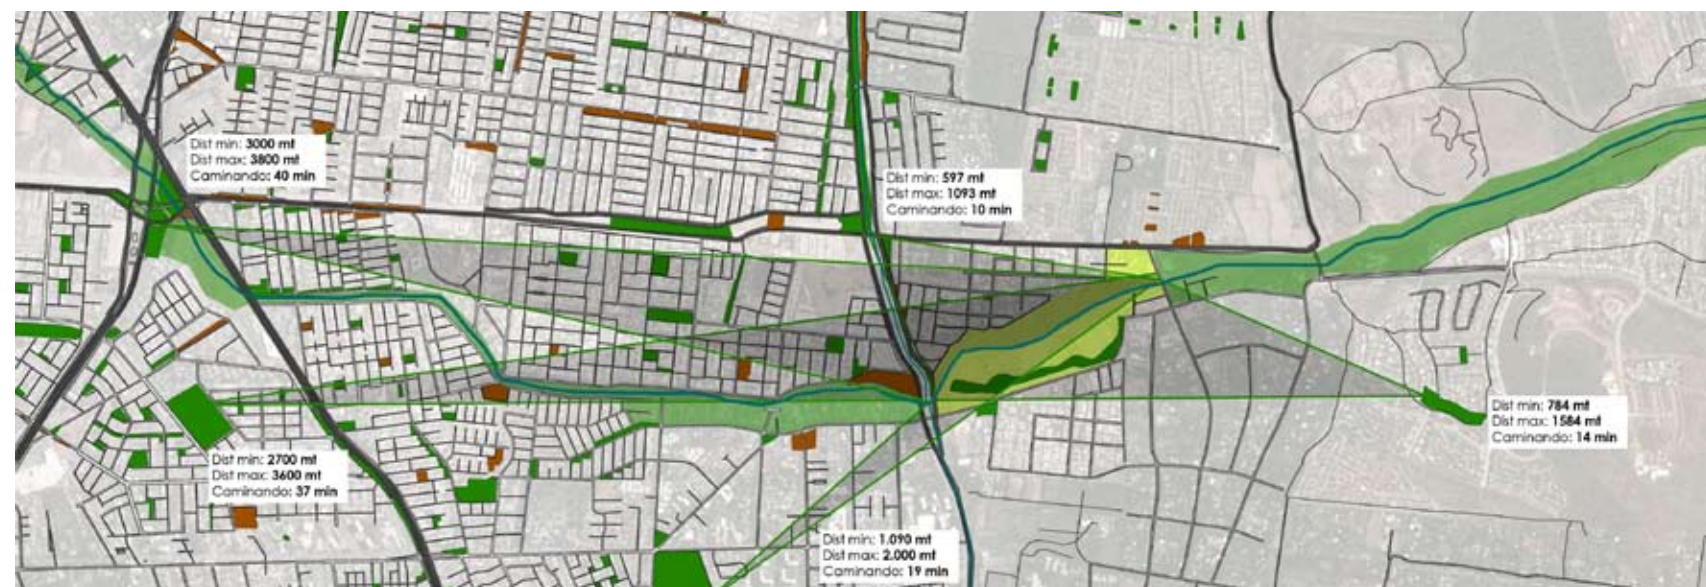 Dist min: 3000 mt
Dist max: 3800 mt
Caminando: 40 min
Dist min: 597 mt
Dist max: 1093 mt
Caminando: 10 min
Dist min: 784 mt
Dist max: 1584 mt
Caminando: 14 min
Dist min: 2700 mt
Dist max: 3600 mt
Caminando: 37 min
Dist min: 1.090 mt
Dist max: 2.000 mt
Caminando: 19 min